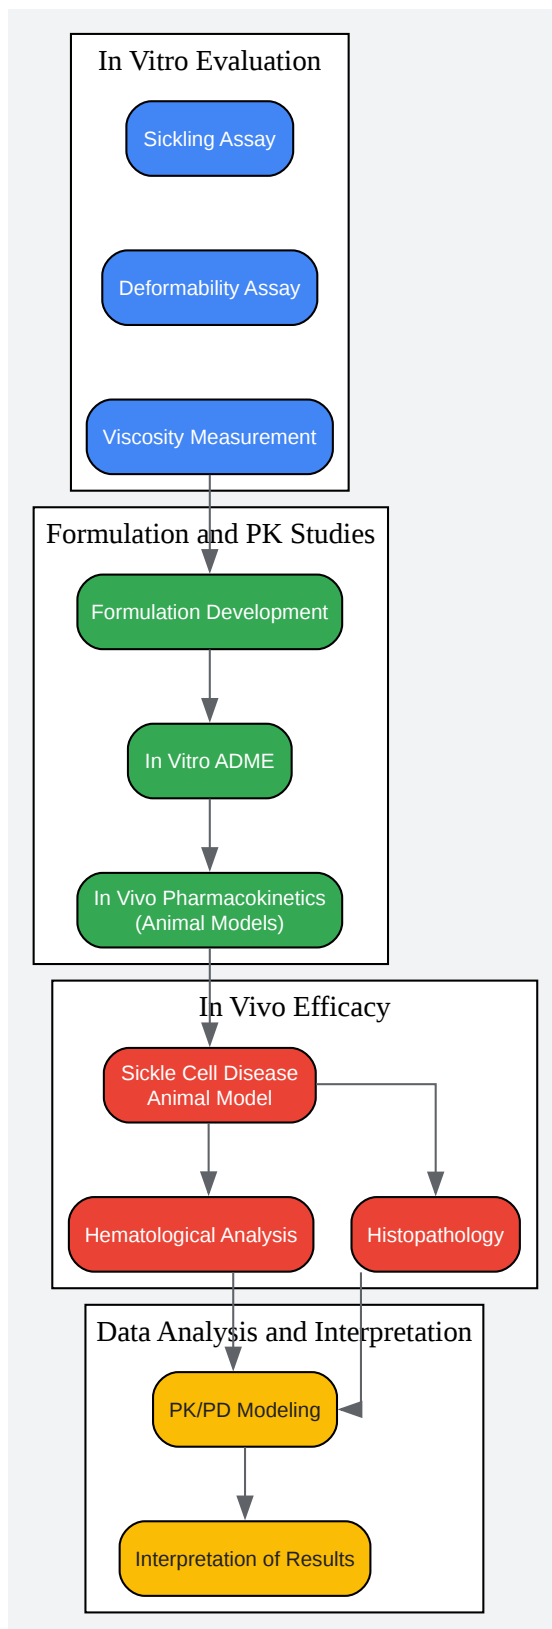 In Vitro Evaluation
Sickling Assay
Deformability Assay
Viscosity Measurement
Formulation and PK Studies
Formulation Development
In Vitro ADME
In Vivo Pharmacokinetics
(Animal Models)
In Vivo Efficacy
Sickle Cell Disease
Animal Model
Hematological Analysis
Histopathology
Data Analysis and Interpretation
PK/PD Modeling
Interpretation of Results